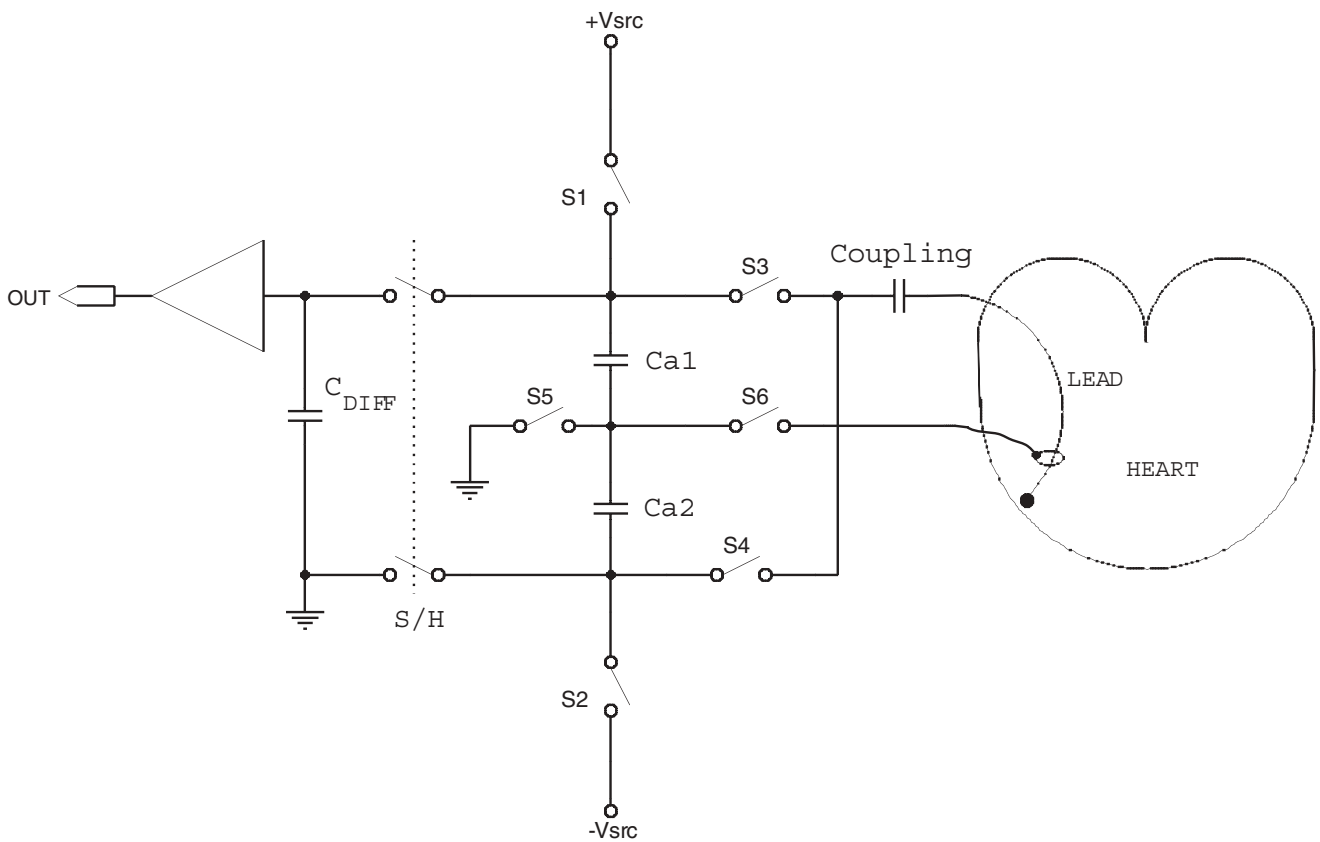 +Vsrc
S1
Coupling
S3
OUT
Ca1
LEAD
C
DIFF
S5
S6
HEART
Ca2
S4
S/H
S2
-Vsrc